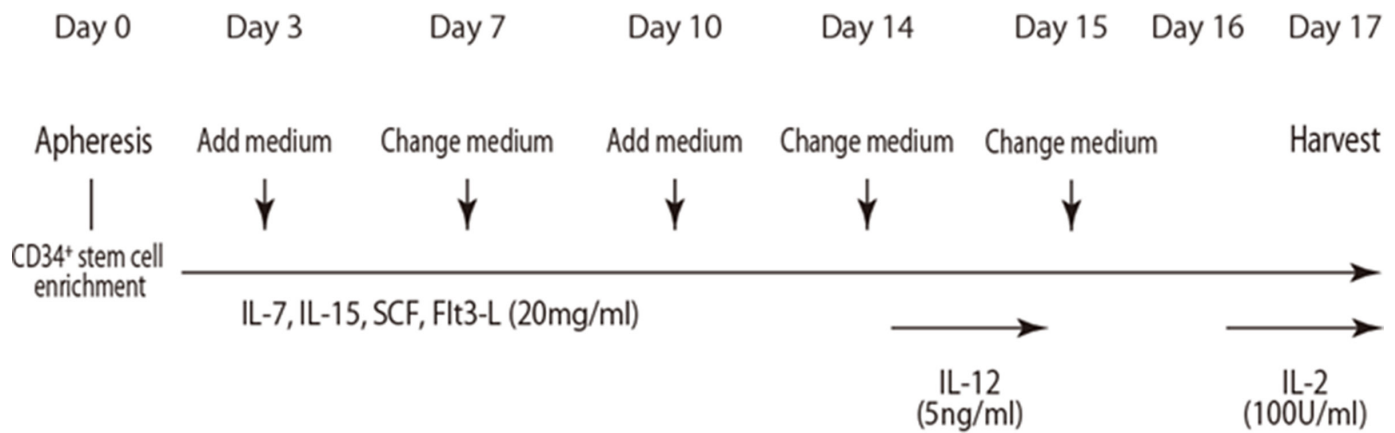 Day 0 Day 3 Day 7 Day 10 Day 14 Day 15 Day 16 Day 17
Apheresis Add medium Change medium Add medium Change medium Change medium Harvest
CD34⁺ stem cell
enrichment
IL-7, IL-15, SCF, Flt3-L (20mg/ml)
IL-12
(5ng/ml)
IL-2
(100U/ml)